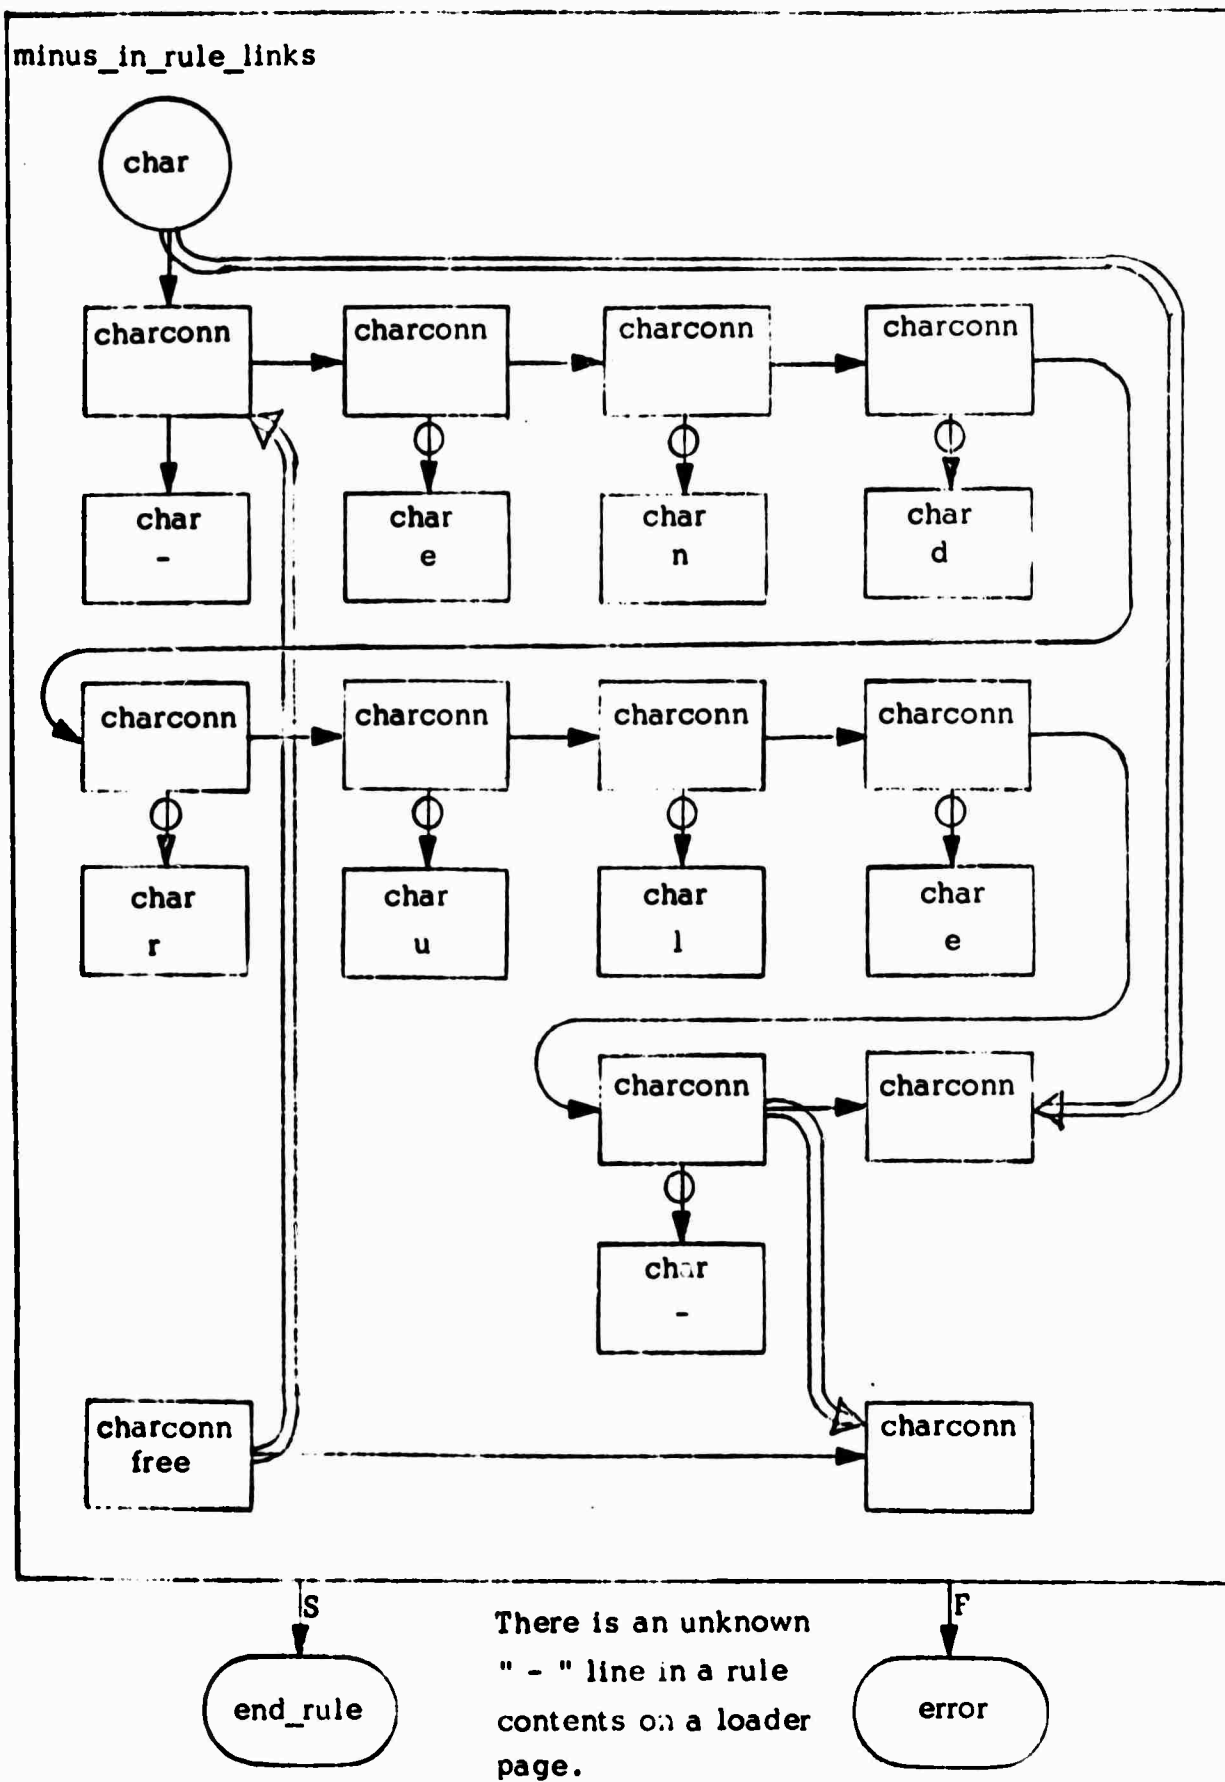 minus_in_rule_links
char
charconn charconn charconn charconn
char char char char
- e n d
charconn charconn charconn charconn
char char char char
r u l e
charconn charconn
char
-
charconn charconn
free
S F
There is an unknown
" - " line in a rule
contents on a loader
page.
end_rule error